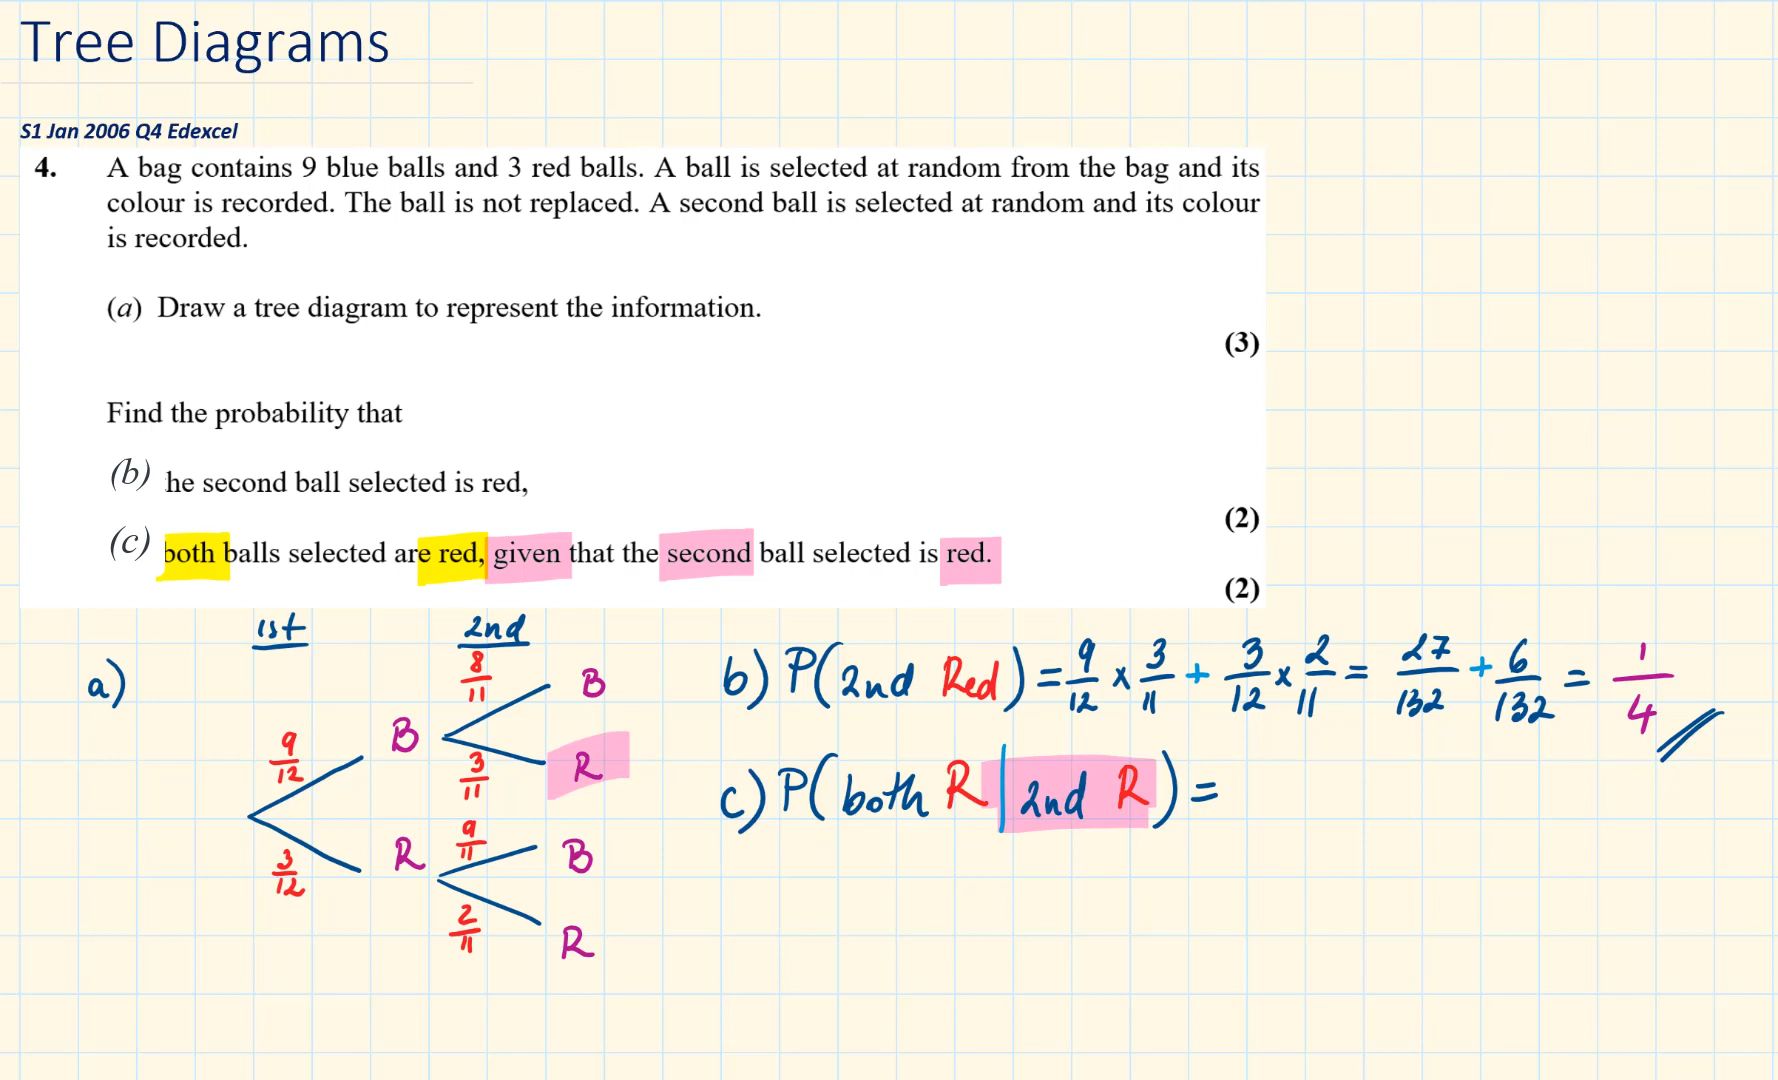 Tree Diagrams
S1 Jan 2006 Q4 Edexcel
4. A bag contains 9 blue balls and 3 red balls. A ball is selected at random from the bag and its
colour is recorded. The ball is not replaced. A second ball is selected at random and its colour
is recorded.
(a) Draw a tree diagram to represent the information.
(3)
Find the probability that
(b) he second ball selected is red,
(2)
(c) both balls selected are red, given that the second ball selected is red.
(2)
a)
1st 2nd
8/11 B
9/12 B
3/11 R
3/12 R
9/11 B
2/11 R
b) P(2nd Red) = 9/12 × 3/11 + 3/12 × 2/11 = 27/132 + 6/132 = 1/4
c) P(both R | 2nd R) =